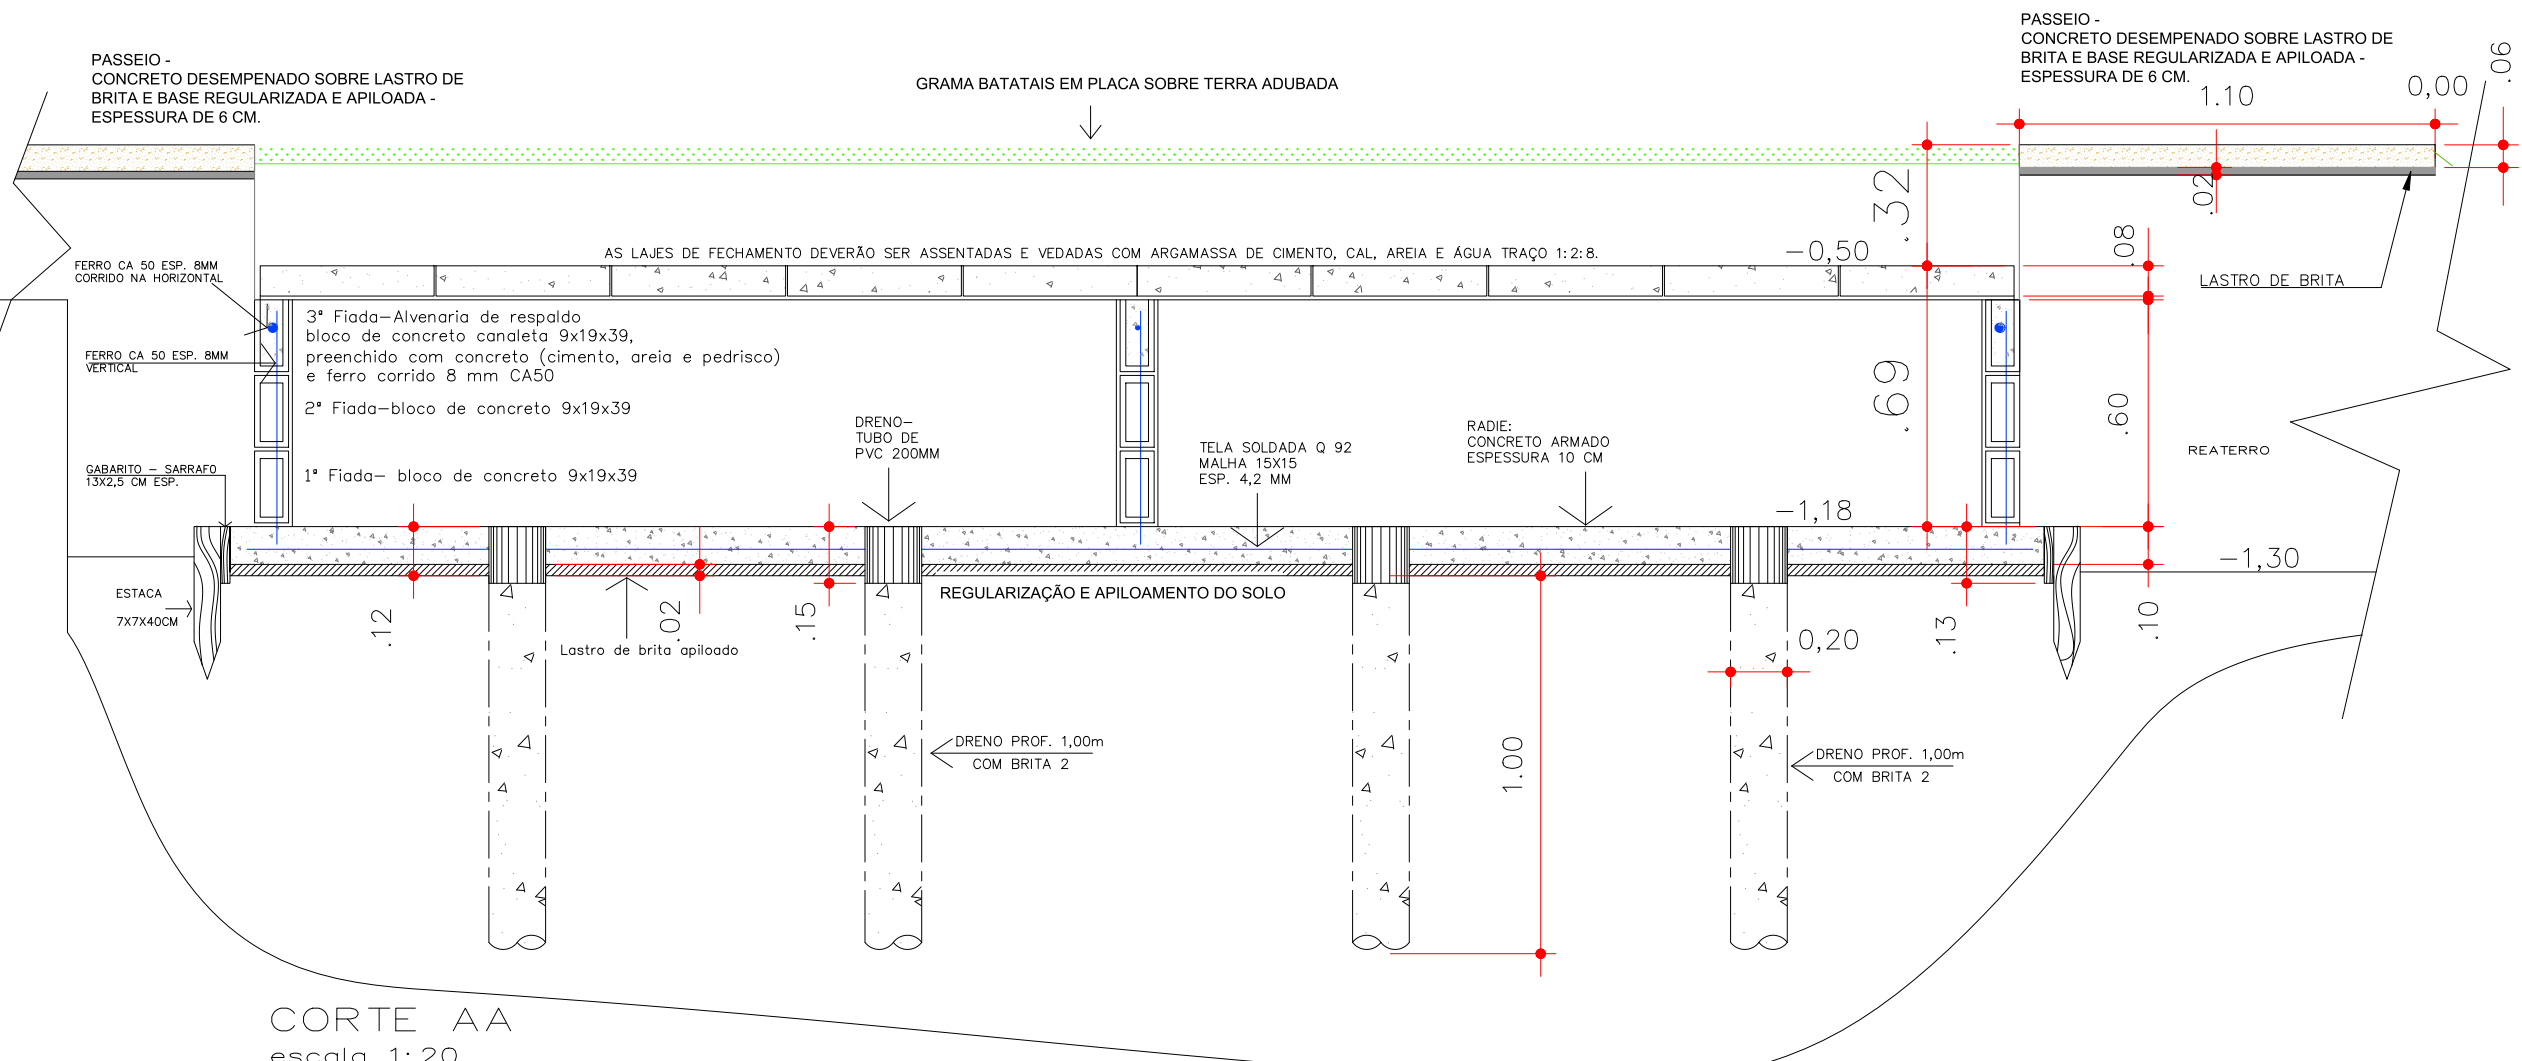 PASSEIO -
CONCRETO DESEMPENADO SOBRE LASTRO DE
BRITA E BASE REGULARIZADA E APILOADA -
ESPESSURA DE 6 CM.
GRAMA BATATAIS EM PLACA SOBRE TERRA ADUBADA
PASSEIO -
CONCRETO DESEMPENADO SOBRE LASTRO DE
BRITA E BASE REGULARIZADA E APILOADA -
ESPESSURA DE 6 CM.
1.10
0,00
.06
.32
.02
.08
LASTRO DE BRITA
AS LAJES DE FECHAMENTO DEVERÃO SER ASSENTADAS E VEDADAS COM ARGAMASSA DE CIMENTO, CAL, AREIA E ÁGUA TRAÇO 1:2:8.
-0,50
FERRO CA 50 ESP. 8MM
CORRIDO NA HORIZONTAL
FERRO CA 50 ESP. 8MM
VERTICAL
3ª Fiada-Alvenaria de respaldo
bloco de concreto canaleta 9x19x39,
preenchido com concreto (cimento, areia e pedrisco)
e ferro corrido 8 mm CA50
2ª Fiada-bloco de concreto 9x19x39
1ª Fiada- bloco de concreto 9x19x39
GABARITO - SARRAFO
13X2,5 CM ESP.
DRENO-
TUBO DE
PVC 200MM
TELA SOLDADA Q 92
MALHA 15X15
ESP. 4,2 MM
RADIE:
CONCRETO ARMADO
ESPESSURA 10 CM
.69
.60
REATERRO
-1,18
-1,30
ESTACA
7X7X40CM
.12
.02
.15
Lastro de brita apiloado
REGULARIZAÇÃO E APILOAMENTO DO SOLO
0,20
.13
.10
DRENO PROF. 1,00m
COM BRITA 2
1.00
DRENO PROF. 1,00m
COM BRITA 2
CORTE AA
escala 1:20